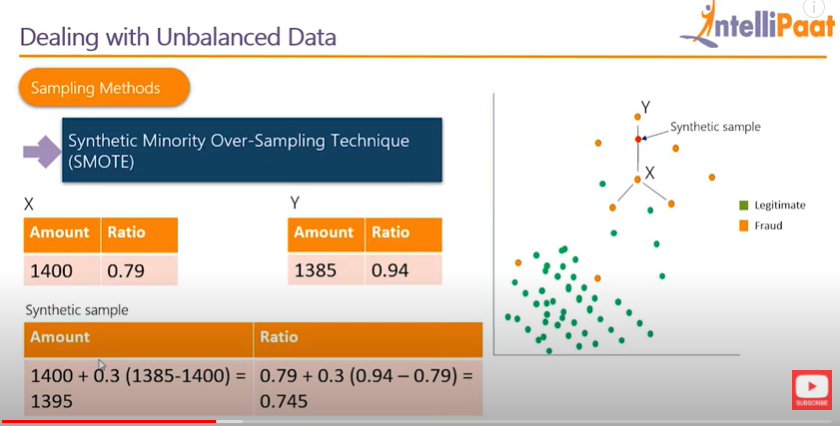 Dealing with Unbalanced Data
IntelliPaat
Sampling Methods
Synthetic Minority Over-Sampling Technique
(SMOTE)
X
Amount Ratio
1400 0.79
Y
Amount Ratio
1385 0.94
Synthetic sample
Amount Ratio
1400 + 0.3 (1385-1400) =
1395
0.79 + 0.3 (0.94 – 0.79) =
0.745
Y
Synthetic sample
X
Legitimate
Fraud
SUBSCRIBE